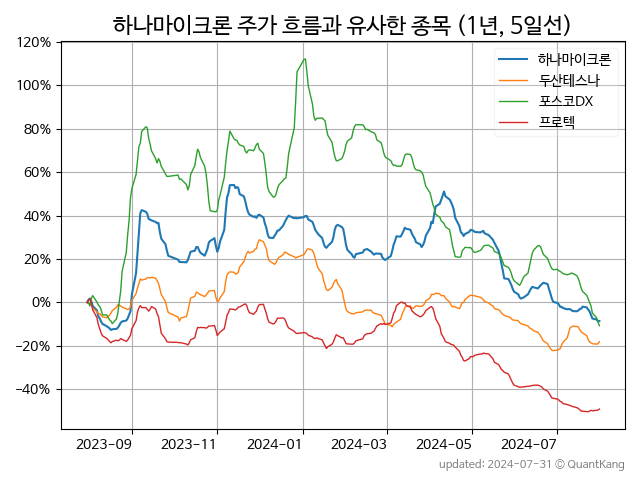 하나마이크론 주가 흐름과 유사한 종목 (1년, 5일선)
120%
100%
80%
60%
40%
20%
0%
−20%
−40%
하나마이크론
두산테스나
포스코DX
프로텍
2023-09
2023-11
2024-01
2024-03
2024-05
2024-07
updated: 2024-07-31 © QuantKang